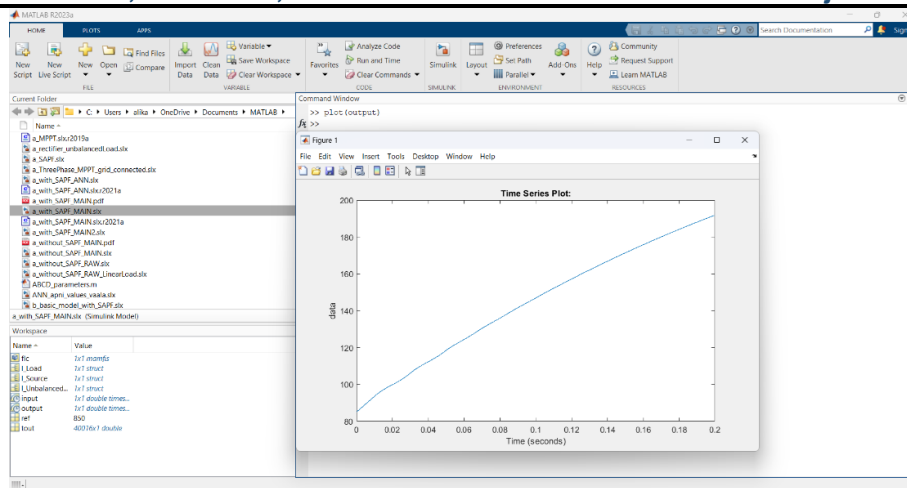 MATLAB R2023a
HOME PLOTS APPS
Search Documentation
Sign
New Script
New Live Script
New
Open
Find Files
Compare
Import Data
Clean Data
Variable
Save Workspace
Clear Workspace
Favorites
Analyze Code
Run and Time
Clear Commands
Simulink
Layout
Preferences
Set Path
Parallel
Add-Ons
Help
Community
Request Support
Learn MATLAB
FILE VARIABLE CODE SIMULINK ENVIRONMENT RESOURCES
Current Folder
C: Users alika OneDrive Documents MATLAB
Name
a_MPPT.slx.r2019a
a_rectifier_unbalancedLoad.slx
a_SAPF.slx
a_ThreePhase_MPPT_grid_connected.slx
a_with_SAPF_ANN.slx
a_with_SAPF_ANN.slx.r2021a
a_with_SAPF_MAIN.pdf
a_with_SAPF_MAIN.slx
a_with_SAPF_MAIN.slx.r2021a
a_with_SAPF_MAIN2.slx
a_without_SAPF_MAIN.pdf
a_without_SAPF_MAIN.slx
a_without_SAPF_RAW.slx
a_without_SAPF_RAW_LinearLoad.slx
ABCD_parameters.m
ANN_apni_values_vaala.slx
b_basic_model_with_SAPF.slx
a_with_SAPF_MAIN.slx (Simulink Model)
Workspace
Name Value
flc 1x1 mamfis
I_Load 1x1 struct
I_Source 1x1 struct
I_Unbalanced... 1x1 struct
input 1x1 double times...
output 1x1 double times...
ref 850
tout 40016x1 double
Command Window
>> plot(output)
fx >>
Figure 1
File Edit View Insert Tools Desktop Window Help
Time Series Plot:
200
180
160
140
120
100
80
data
0 0.02 0.04 0.06 0.08 0.1 0.12 0.14 0.16 0.18 0.2
Time (seconds)